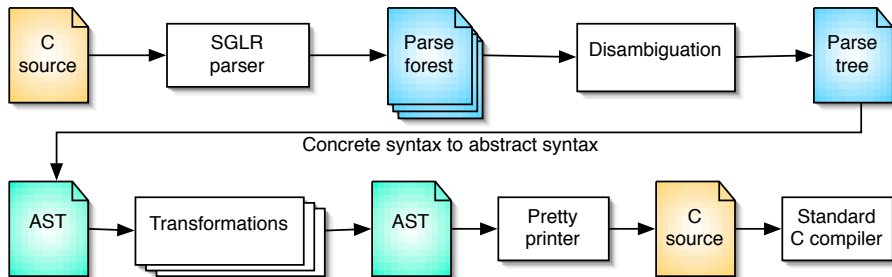 C
source
SGLR
parser
Parse
forest
Disambiguation
Parse
tree
Concrete syntax to abstract syntax
AST
Transformations
AST
Pretty
printer
C
source
Standard
C compiler